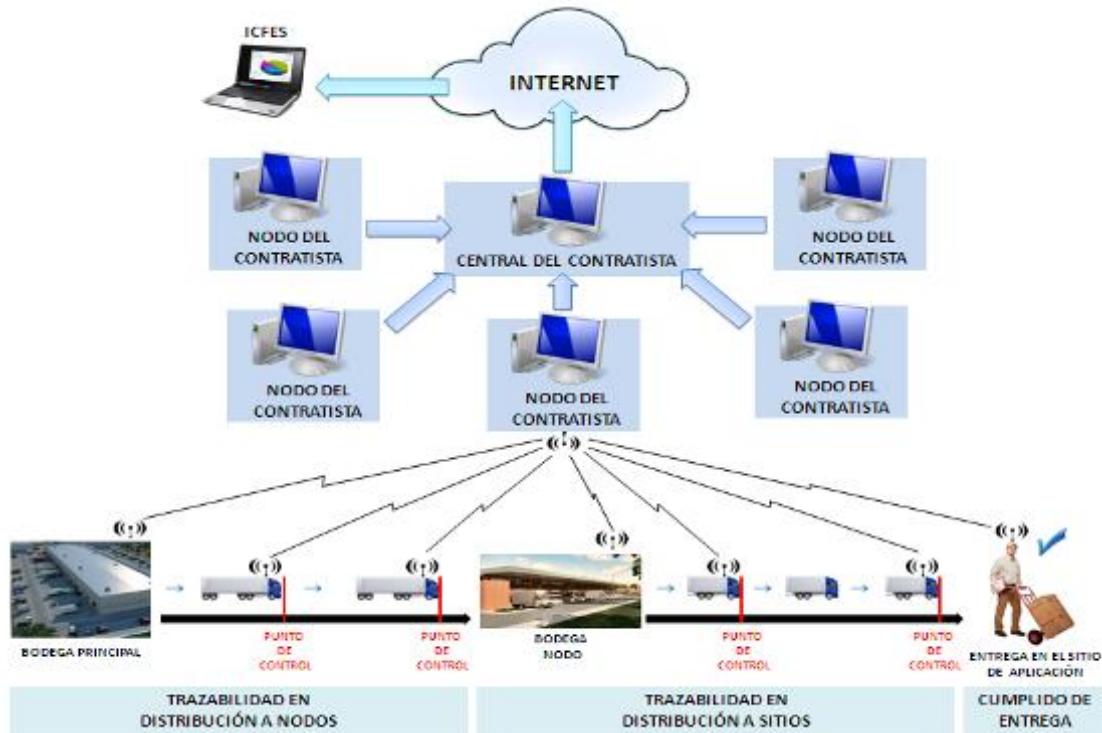 ICFES
INTERNET
NODO DEL
CONTRATISTA
CENTRAL DEL CONTRATISTA
NODO DEL
CONTRATISTA
NODO DEL
CONTRATISTA
NODO DEL
CONTRATISTA
NODO DEL
CONTRATISTA
BODEGA PRINCIPAL
PUNTO
DE
CONTROL
PUNTO
DE
CONTROL
BODEGA
NODO
PUNTO
DE
CONTROL
PUNTO
DE
CONTROL
ENTREGA EN EL SITIO
DE APLICACIÓN
TRAZABILIDAD EN
DISTRIBUCIÓN A NODOS
TRAZABILIDAD EN
DISTRIBUCIÓN A SITIOS
CUMPLIDO DE
ENTREGA